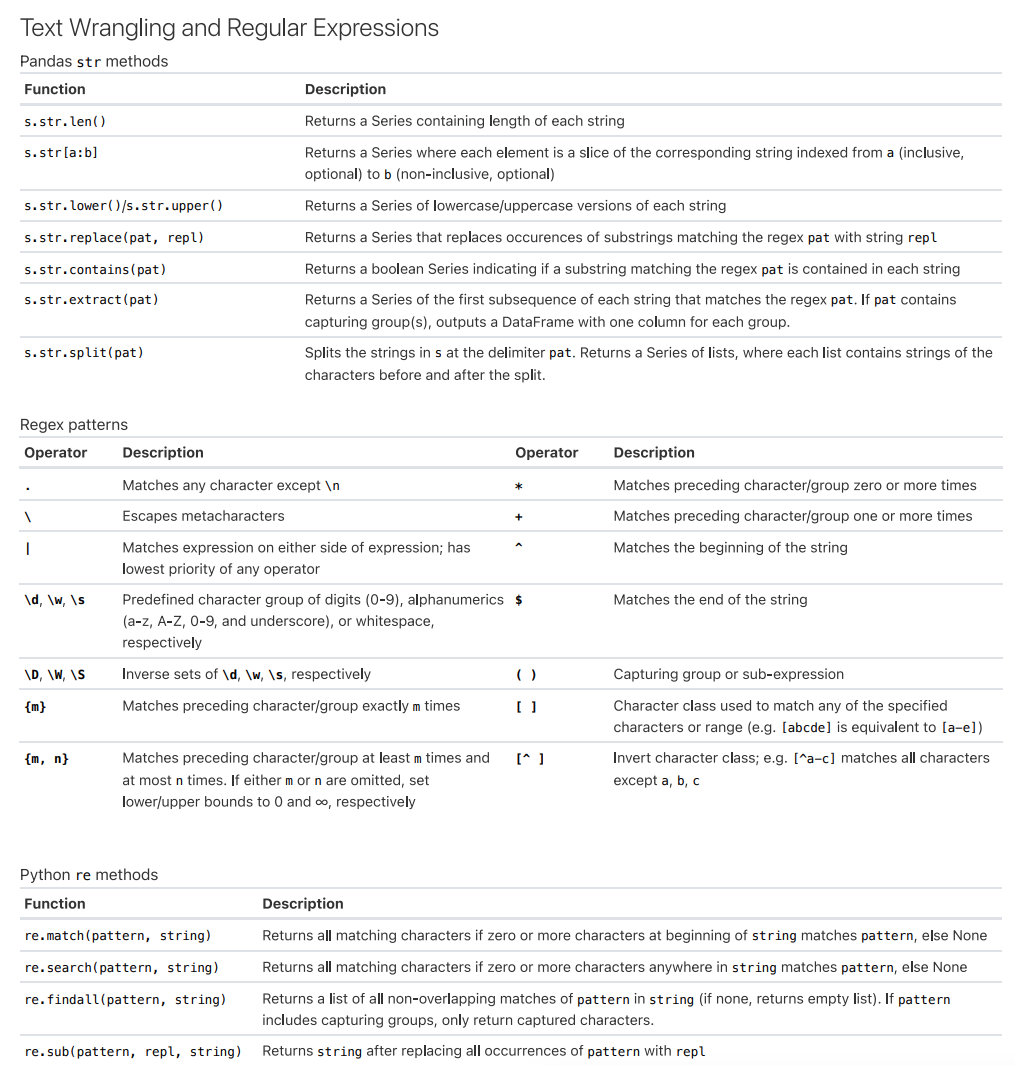 Text Wrangling and Regular Expressions
Pandas str methods
Function Description
s.str.len() Returns a Series containing length of each string
s.str[a:b] Returns a Series where each element is a slice of the corresponding string indexed from a (inclusive,
optional) to b (non-inclusive, optional)
s.str.lower()/s.str.upper() Returns a Series of lowercase/uppercase versions of each string
s.str.replace(pat, repl) Returns a Series that replaces occurences of substrings matching the regex pat with string repl
s.str.contains(pat) Returns a boolean Series indicating if a substring matching the regex pat is contained in each string
s.str.extract(pat) Returns a Series of the first subsequence of each string that matches the regex pat. If pat contains
capturing group(s), outputs a DataFrame with one column for each group.
s.str.split(pat) Splits the strings in s at the delimiter pat. Returns a Series of lists, where each list contains strings of the
characters before and after the split.
Regex patterns
Operator Description Operator Description
. Matches any character except \n * Matches preceding character/group zero or more times
\ Escapes metacharacters + Matches preceding character/group one or more times
| Matches expression on either side of expression; has ^ Matches the beginning of the string
lowest priority of any operator
\d, \w, \s Predefined character group of digits (0-9), alphanumerics $ Matches the end of the string
(a-z, A-Z, 0-9, and underscore), or whitespace,
respectively
\D, \W, \S Inverse sets of \d, \w, \s, respectively ( ) Capturing group or sub-expression
{m} Matches preceding character/group exactly m times [ ] Character class used to match any of the specified
characters or range (e.g. [abcde] is equivalent to [a-e])
{m, n} Matches preceding character/group at least m times and [^ ] Invert character class; e.g. [^a-c] matches all characters
at most n times. If either m or n are omitted, set except a, b, c
lower/upper bounds to 0 and ∞, respectively
Python re methods
Function Description
re.match(pattern, string) Returns all matching characters if zero or more characters at beginning of string matches pattern, else None
re.search(pattern, string) Returns all matching characters if zero or more characters anywhere in string matches pattern, else None
re.findall(pattern, string) Returns a list of all non-overlapping matches of pattern in string (if none, returns empty list). If pattern
includes capturing groups, only return captured characters.
re.sub(pattern, repl, string) Returns string after replacing all occurrences of pattern with repl